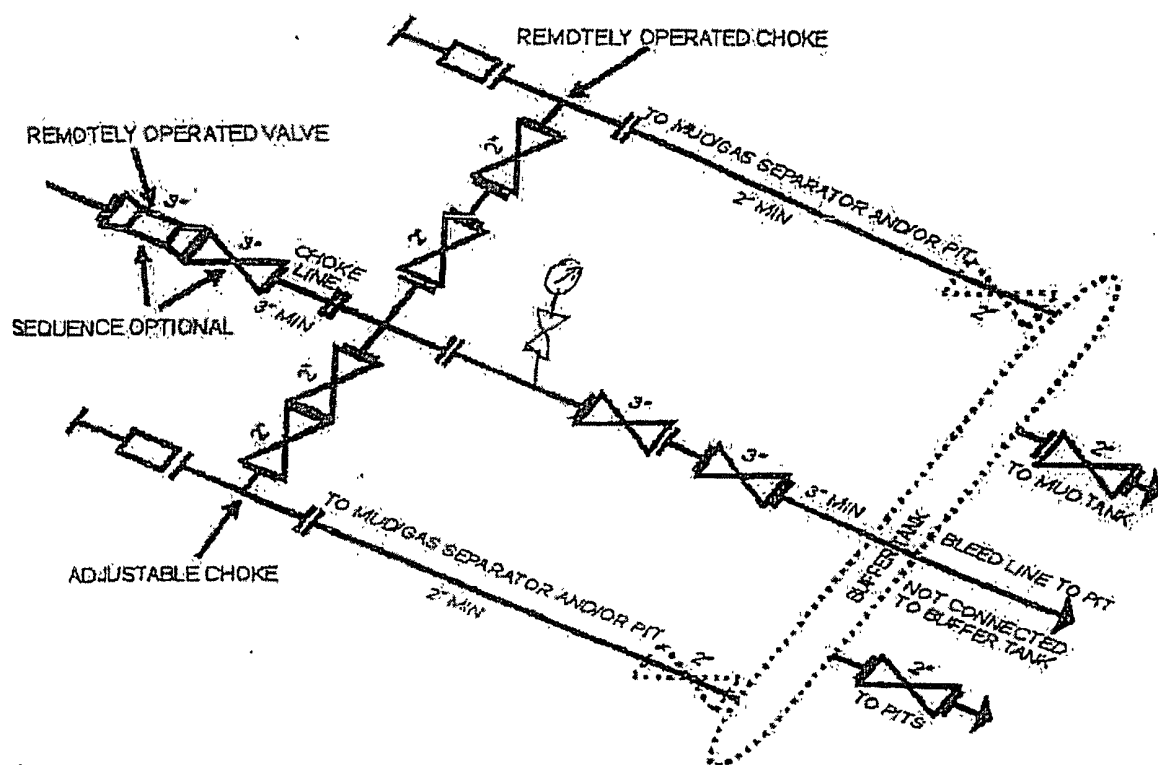 REMOTELY OPERATED CHOKE
REMOTELY OPERATED VALVE
TO MUD/GAS SEPARATOR AND/OR PIT
2" MIN
2"
2"
2"
3"
3"
CHOKE
LINE
3" MIN
SEQUENCE OPTIONAL
2"
2"
3"
3"
3" MIN
2"
TO MUD TANK
BUFFER TANK
BLEED LINE TO PIT
NOT CONNECTED
TO BUFFER TANK
TO MUD/GAS SEPARATOR AND/OR PIT
2" MIN
2"
ADJUSTABLE CHOKE
2"
TO PITS